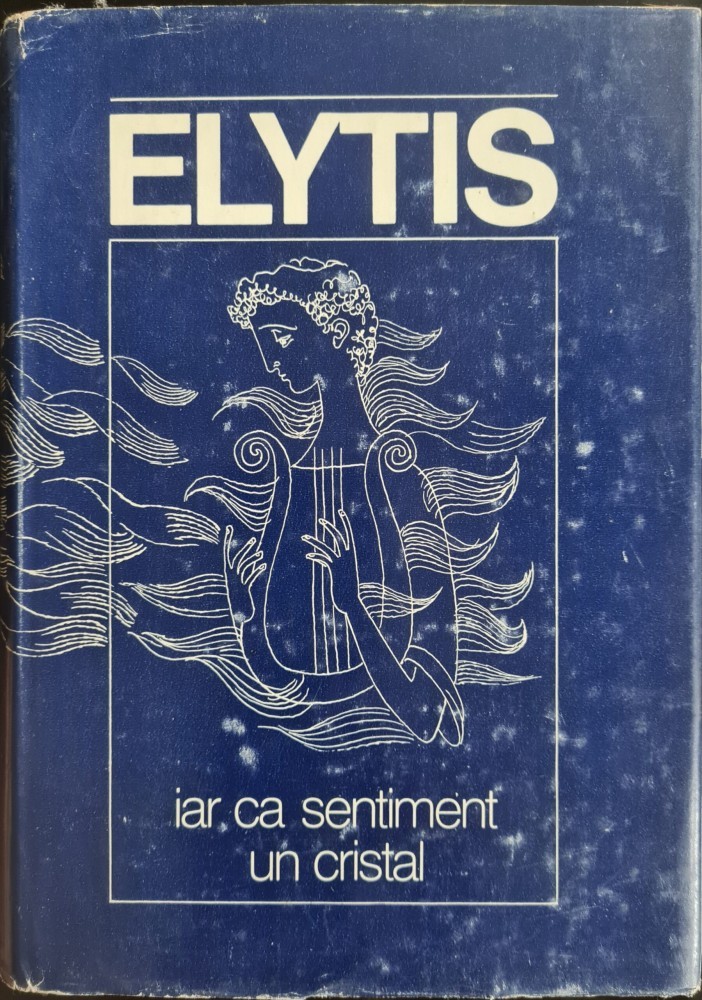 ELYTIS
iar ca sentiment
un cristal